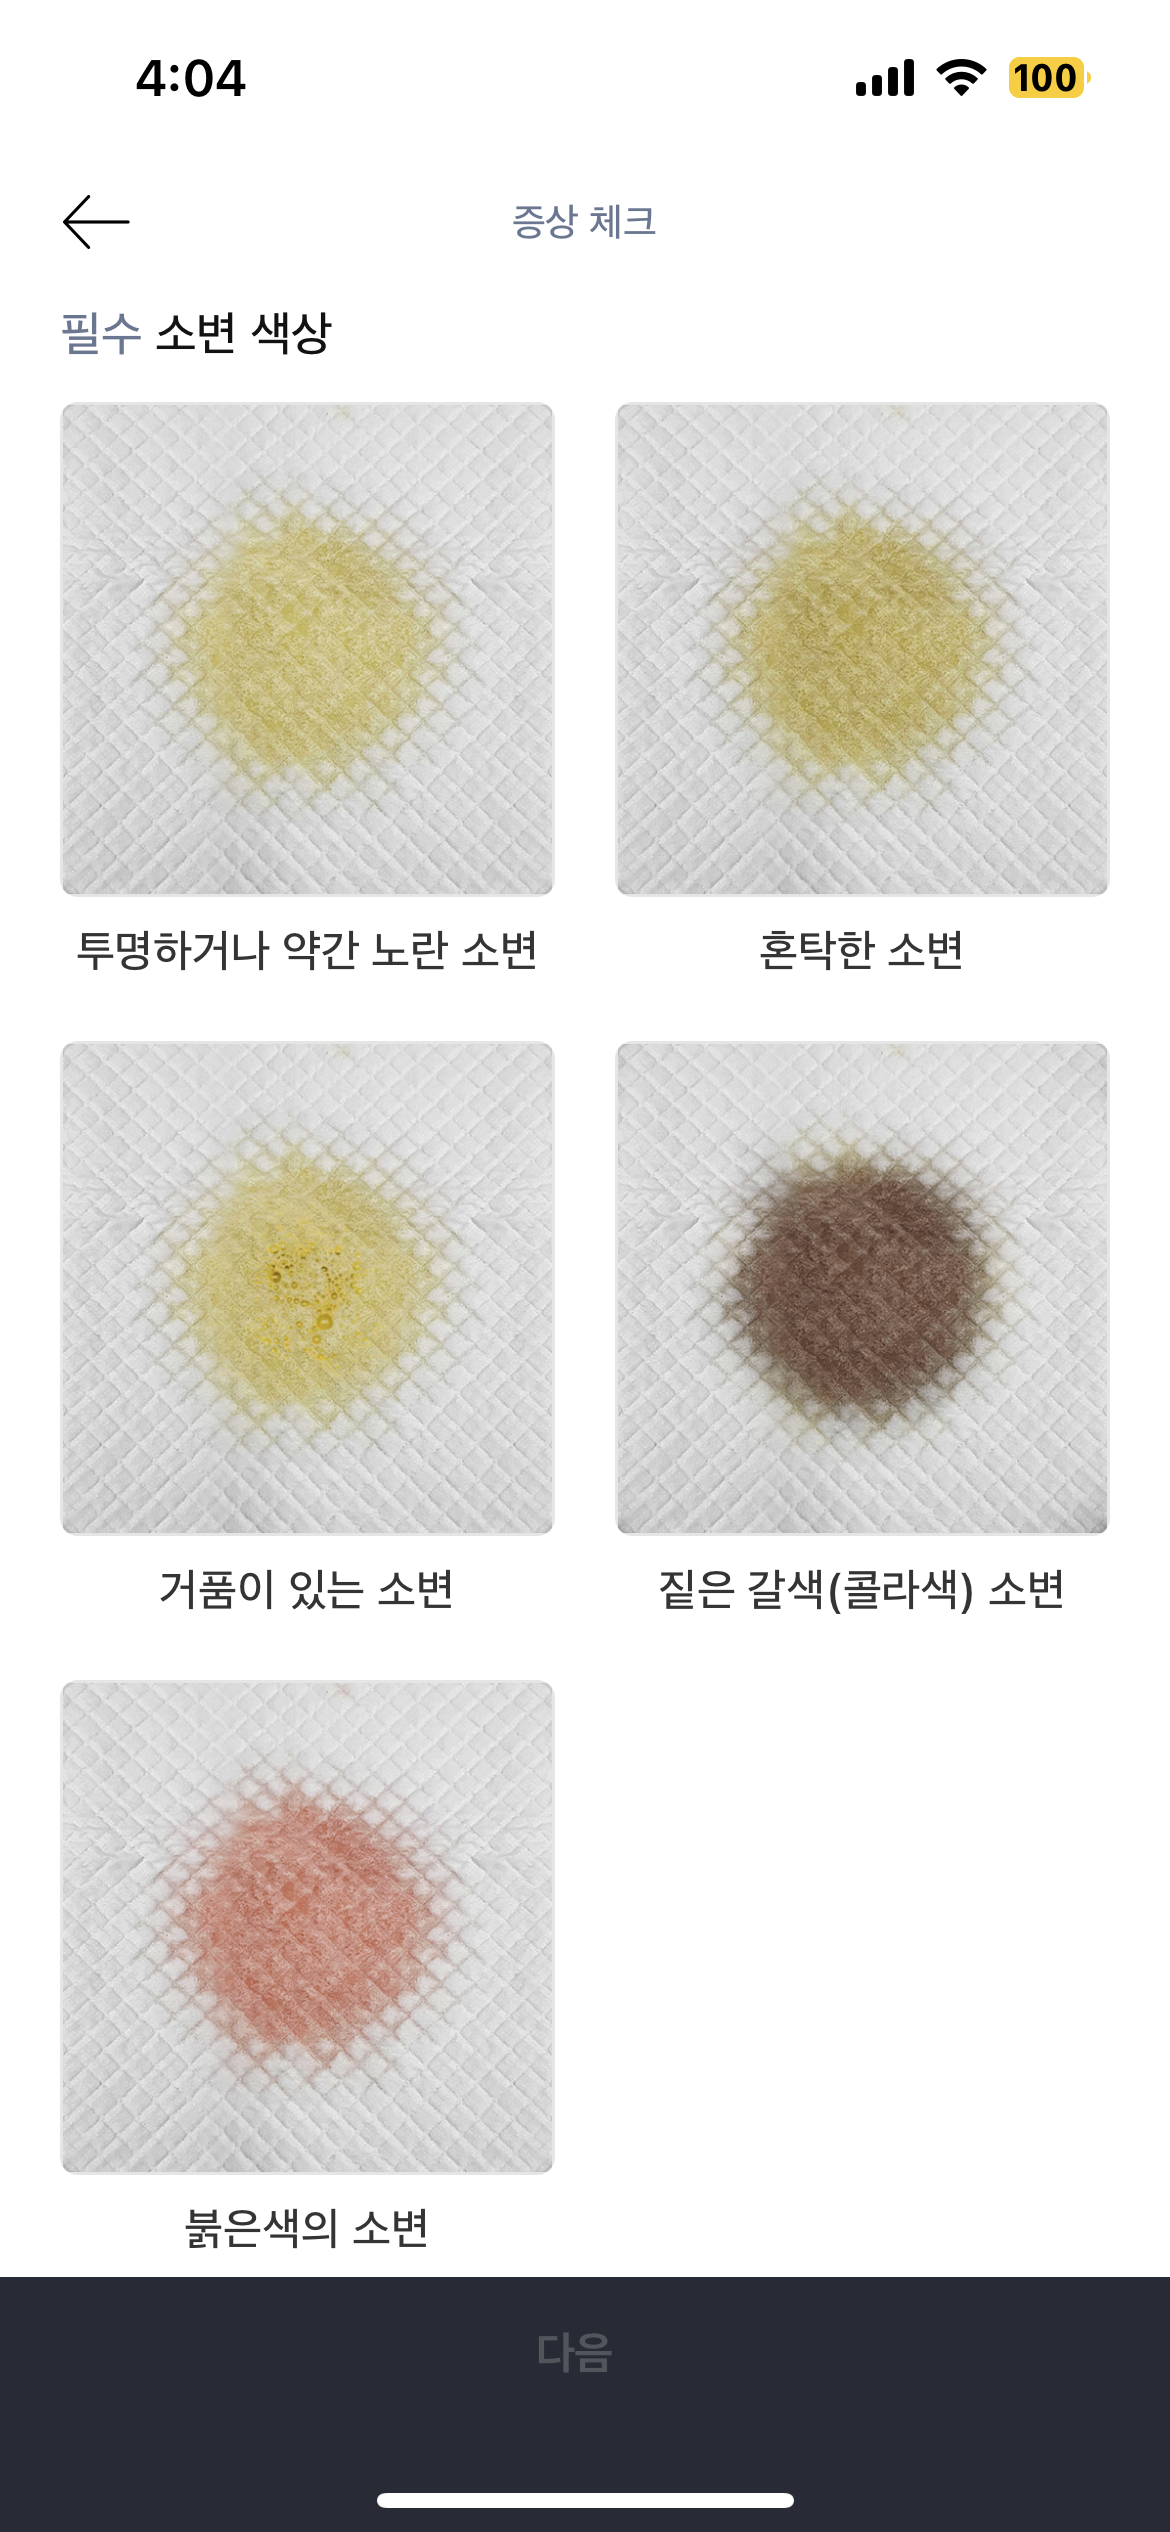 4:04
100
증상 체크
필수 소변 색상
투명하거나 약간 노란 소변
혼탁한 소변
거품이 있는 소변
짙은 갈색(콜라색) 소변
붉은색의 소변
다음